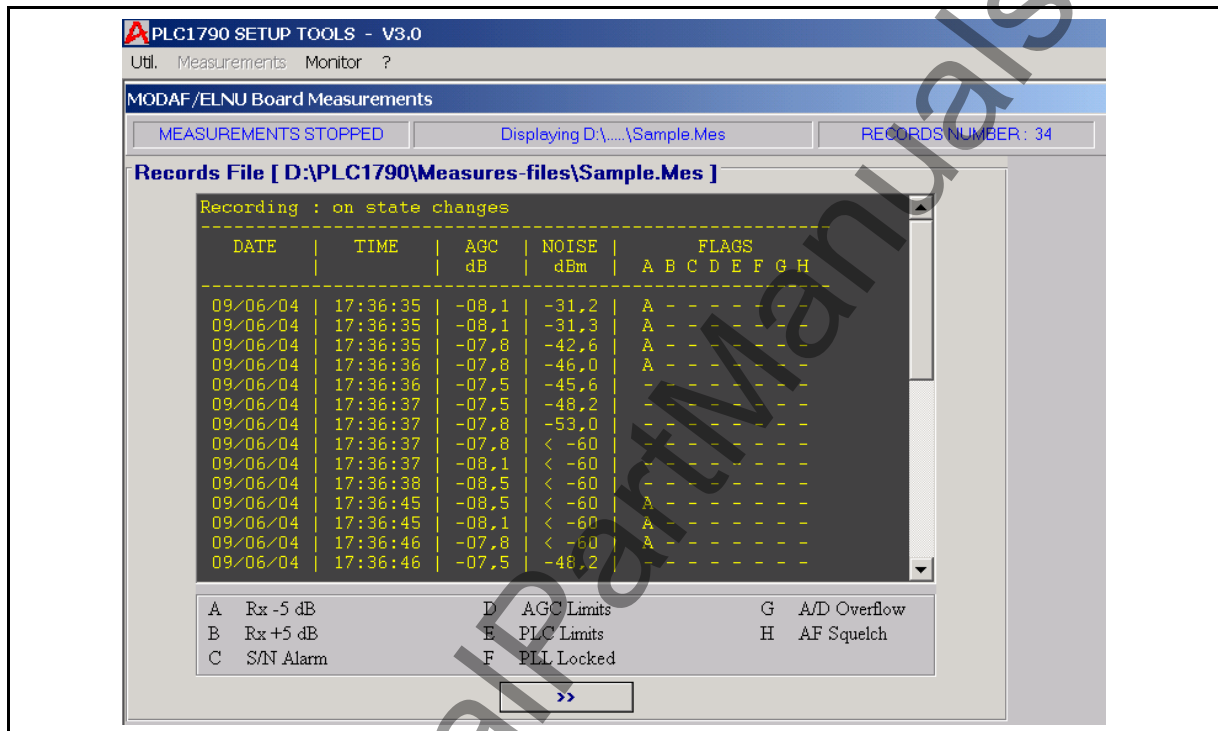 PLC1790 SETUP TOOLS - V3.0
Util. Measurements Monitor ?
MODAF/ELNU Board Measurements
MEASUREMENTS STOPPED Displaying D:\.....\Sample.Mes RECORDS NUMBER : 34
Records File [ D:\PLC1790\Measures-files\Sample.Mes ]
Recording : on state changes
DATE | TIME | AGC | NOISE | FLAGS
| | dB | dBm | A B C D E F G H
09/06/04 | 17:36:35 | -08,1 | -31,2 | A - - - - - - -
09/06/04 | 17:36:35 | -08,1 | -31,3 | A - - - - - - -
09/06/04 | 17:36:35 | -07,8 | -42,6 | A - - - - - - -
09/06/04 | 17:36:36 | -07,8 | -46,0 | A - - - - - - -
09/06/04 | 17:36:36 | -07,5 | -45,6 | - - - - - - - -
09/06/04 | 17:36:37 | -07,5 | -48,2 | - - - - - - - -
09/06/04 | 17:36:37 | -07,8 | -53,0 | - - - - - - - -
09/06/04 | 17:36:37 | -07,8 | < -60 | - - - - - - - -
09/06/04 | 17:36:37 | -08,1 | < -60 | - - - - - - - -
09/06/04 | 17:36:38 | -08,5 | < -60 | - - - - - - - -
09/06/04 | 17:36:45 | -08,5 | < -60 | A - - - - - - -
09/06/04 | 17:36:45 | -08,1 | < -60 | A - - - - - - -
09/06/04 | 17:36:46 | -07,8 | < -60 | A - - - - - - -
09/06/04 | 17:36:46 | -07,5 | -48,2 | - - - - - - - -
A Rx -5 dB D AGC Limits G A/D Overflow
B Rx +5 dB E PLC Limits H AF Squelch
C S/N Alarm F PLL Locked
>>
alPartManuals